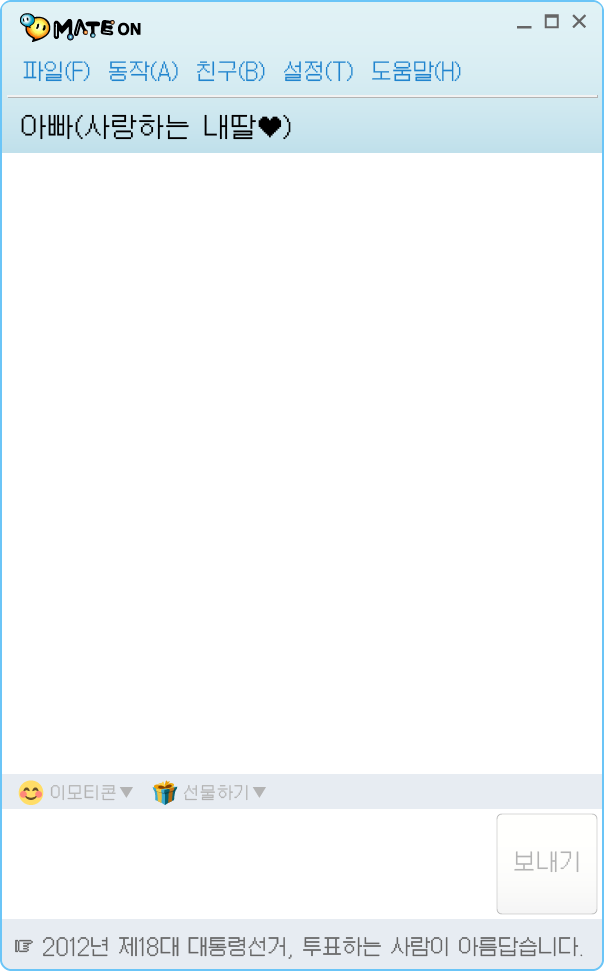 MATE ON
파일(F) 동작(A) 친구(B) 설정(T) 도움말(H)
아빠(사랑하는 내딸♥)
이모티콘▼ 선물하기▼
보내기
☞ 2012년 제18대 대통령선거, 투표하는 사람이 아름답습니다.